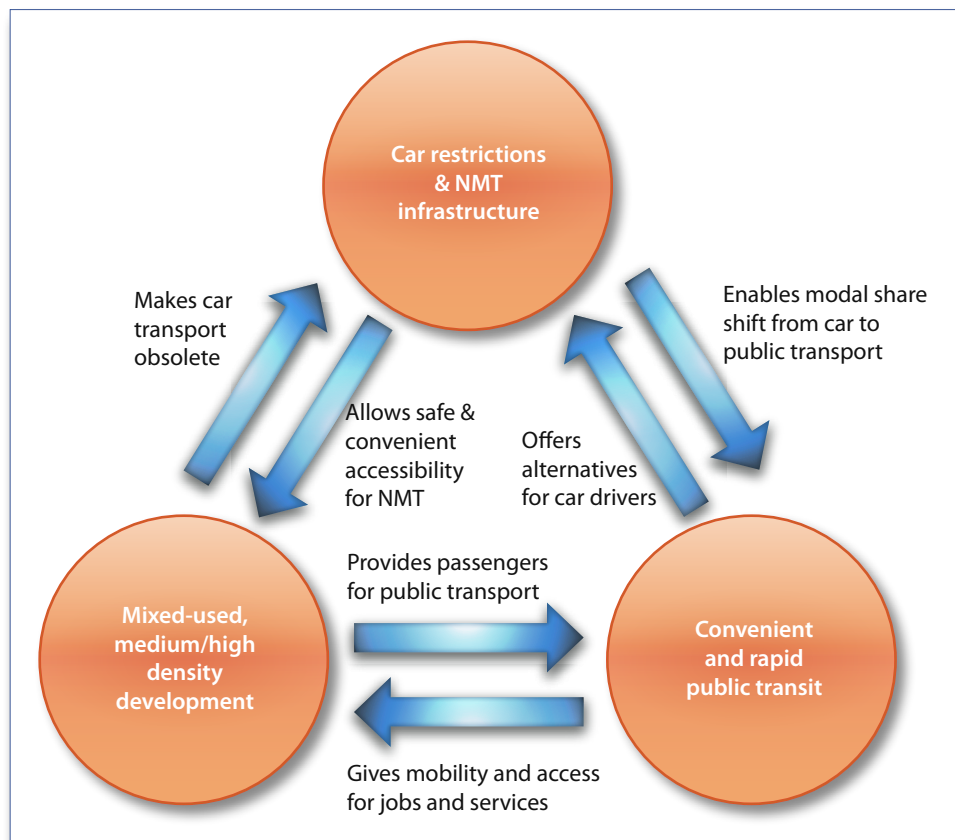 Car restrictions
& NMT
infrastructure
Makes car
transport
obsolete
Enables modal share
shift from car to
public transport
Allows safe &
convenient
accessibility
for NMT
Offers
alternatives
for car drivers
Provides passengers
for public transport
Mixed-used,
medium/high
density
development
Convenient
and rapid
public transit
Gives mobility and access
for jobs and services